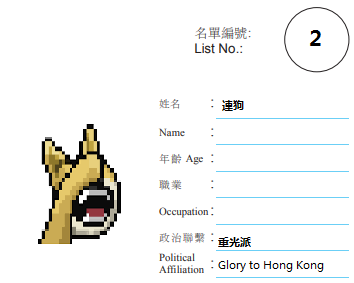 名單編號:
List No.:
2
姓名 : 連狗
Name :
年齡 Age :
職業 :
Occupation :
政治聯繫 : 重光派
Political Affiliation : Glory to Hong Kong